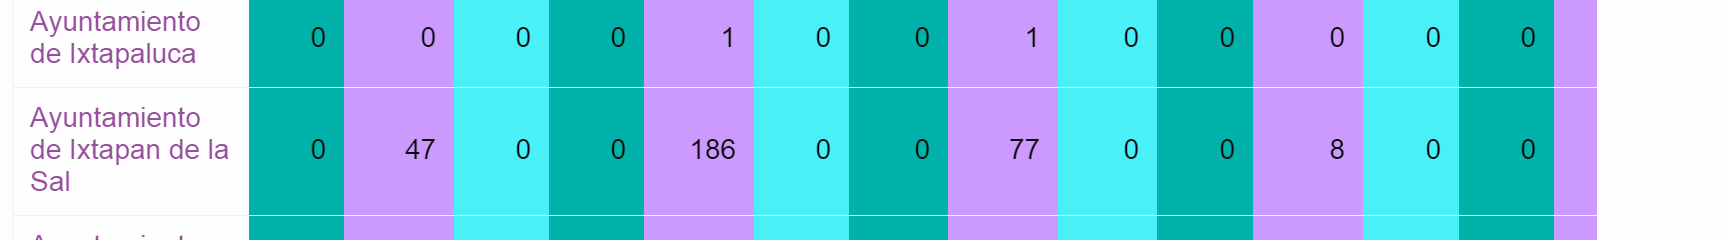 Ayuntamiento
de Ixtapaluca
0 0 0 0 1 0 0 1 0 0 0 0 0
Ayuntamiento
de Ixtapan de la
Sal
0 47 0 0 186 0 0 77 0 0 8 0 0